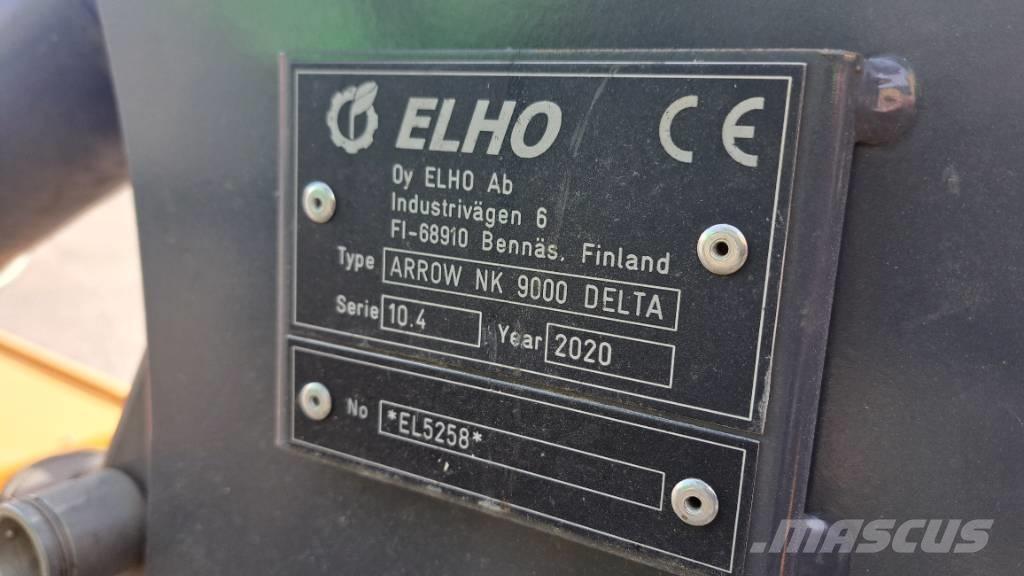 ELHO CE
Oy ELHO Ab
Industrivägen 6
FI-68910 Bennäs. Finland
Type ARROW NK 9000 DELTA
Serie 10.4 Year 2020
No *EL5258*
MASCUS